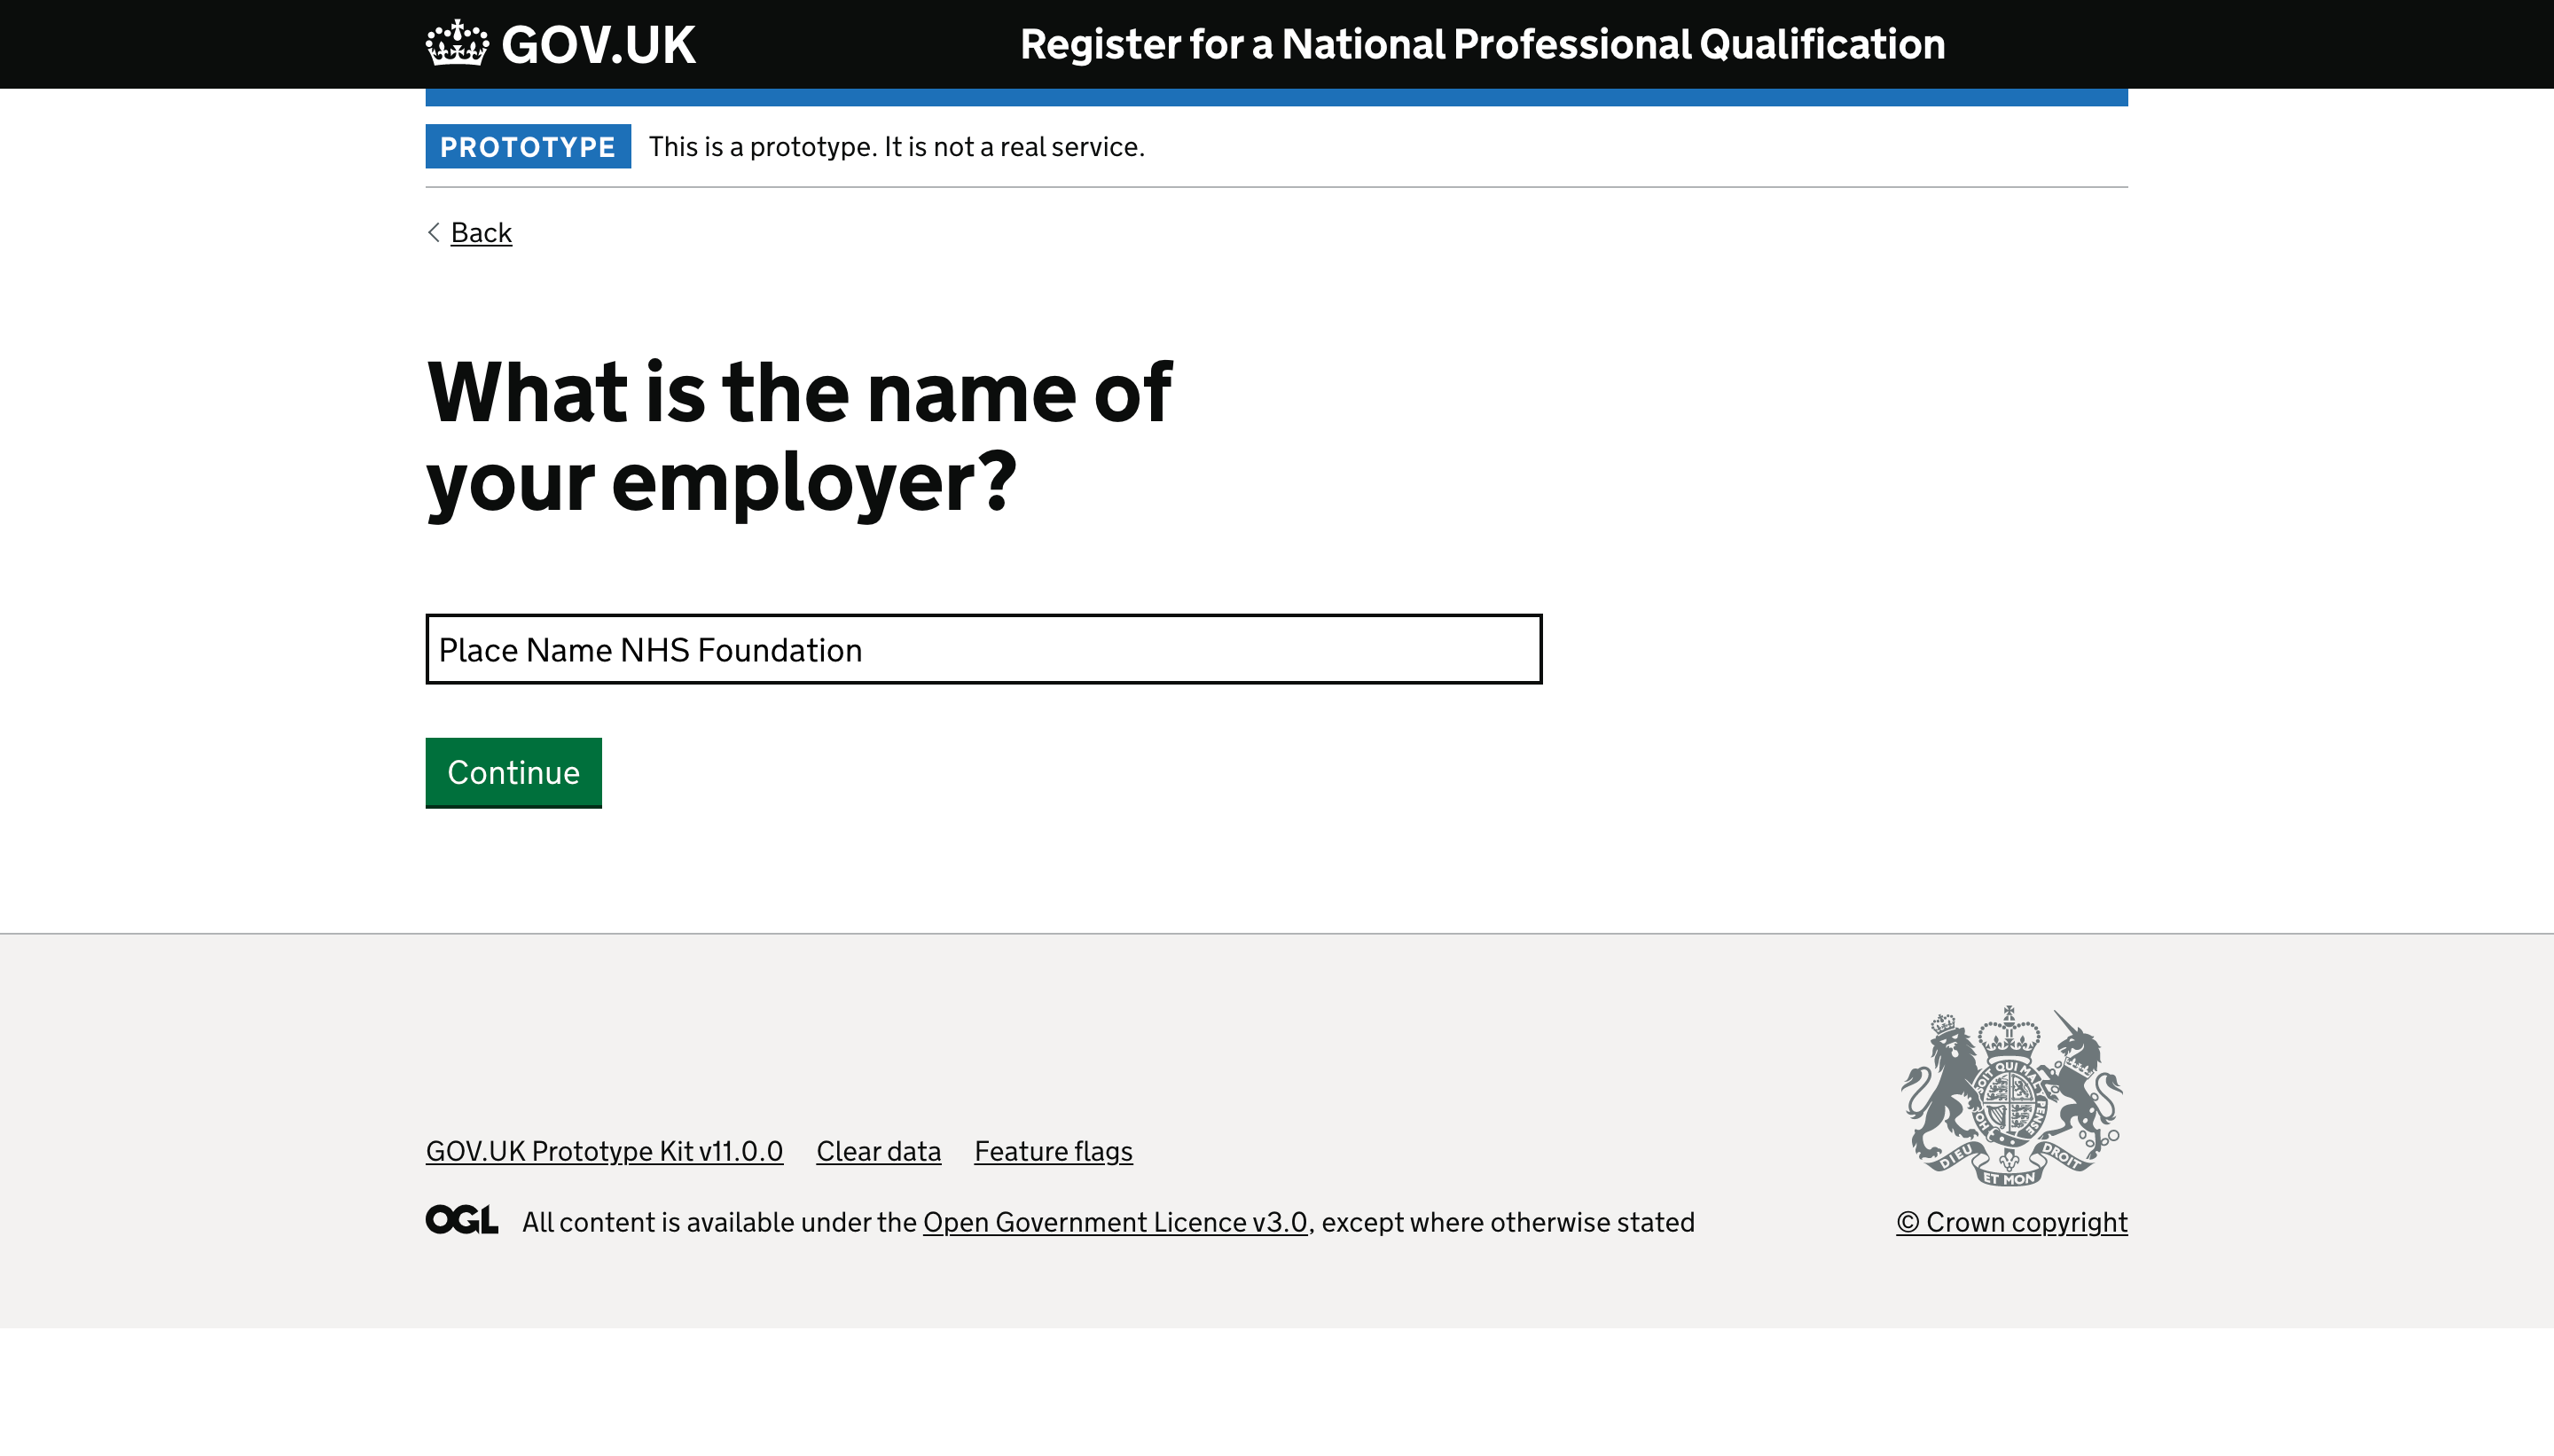 GOV.UK
Register for a National Professional Qualification
PROTOTYPE This is a prototype. It is not a real service.
Back
What is the name of
your employer?
Place Name NHS Foundation
Continue
GOV.UK Prototype Kit v11.0.0 Clear data Feature flags
SOIT QUI MAL Y PENSE
DIEU ET MON DROIT
OGL All content is available under the Open Government Licence v3.0, except where otherwise stated
© Crown copyright